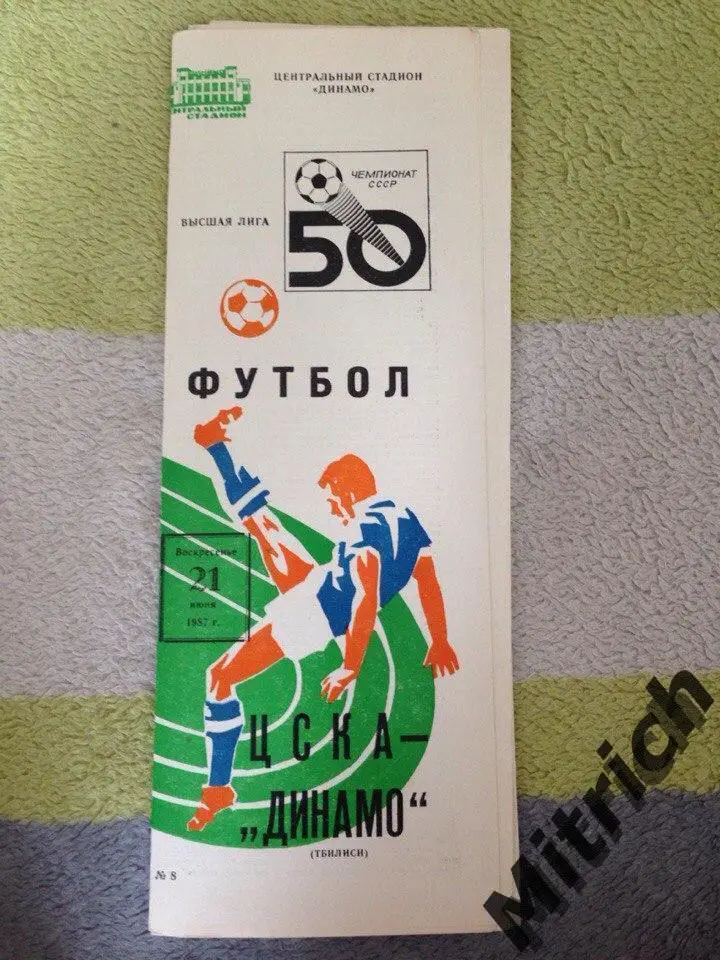 ЦЕНТРАЛЬНЫЙ СТАДИОН
«ДИНАМО»
НТРАЛЬНЫЙ
СТАДИОН
ЧЕМПИОНАТ
СССР
50
ВЫСШАЯ ЛИГА
ФУТБОЛ
Воскресенье
21
июня
1987 г.
ЦСКА—
„ДИНАМО“
(ТБИЛИСИ)
№ 8
Mitrich